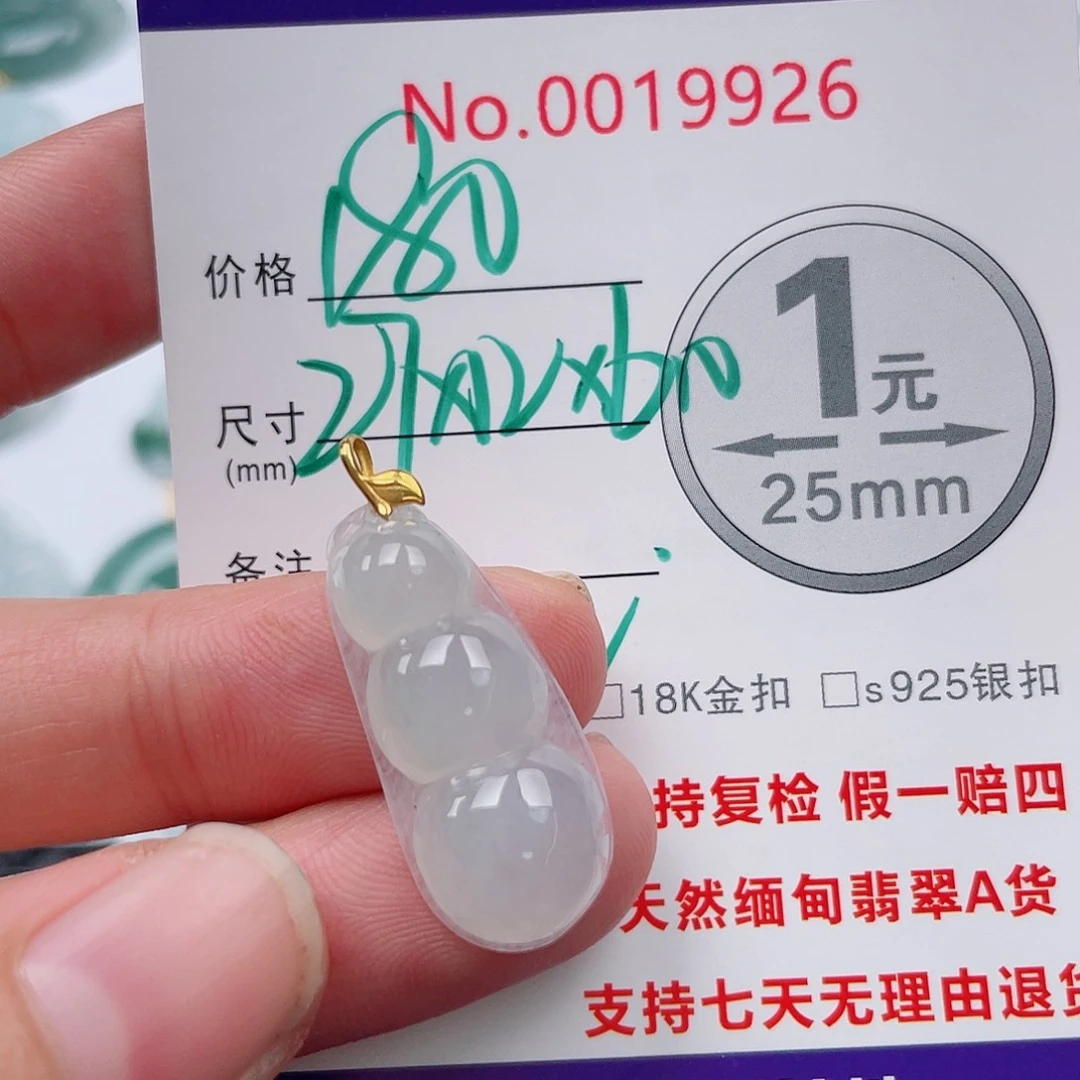 No.0019926
价格
1元
尺寸
(mm)
25mm
备注
18K金扣 s925银扣
持复检 假一赔四
天然缅甸翡翠A货
支持七天无理由退货